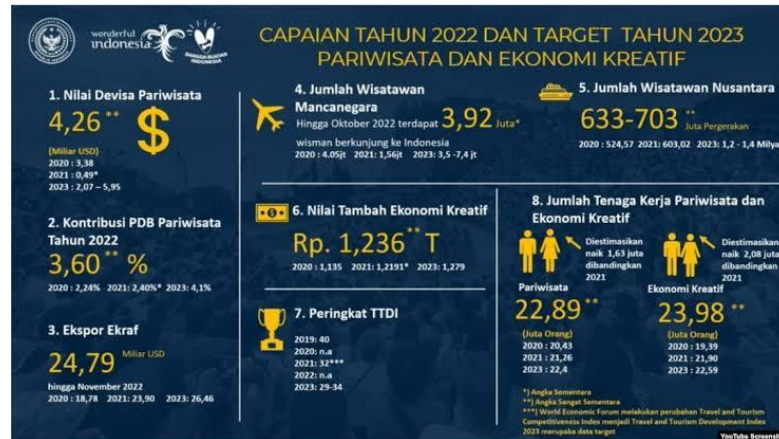 wonderful
indonesia
BANGGA BUATAN
INDONESIA
CAPAIAN TAHUN 2022 DAN TARGET TAHUN 2023
PARIWISATA DAN EKONOMI KREATIF
1. Nilai Devisa Pariwisata
4,26 **
$
(Miliar USD)
2020 : 3,38
2021 : 0,49*
2023 : 2,07 – 5,95
2. Kontribusi PDB Pariwisata
Tahun 2022
3,60 ** %
2020 : 2,24% 2021: 2,40%* 2023: 4,1%
3. Ekspor Ekraf
24,79 Miliar USD
hingga November 2022
2020 : 18,78 2021: 23,90 2023: 26,46
4. Jumlah Wisatawan
Mancanegara
Hingga Oktober 2022 terdapat 3,92 Juta*
wisman berkunjung ke Indonesia
2020 : 4.05jt 2021: 1,56jt 2023: 3,5 -7,4 jt
5. Jumlah Wisatawan Nusantara
633-703 ** Juta Pergerakan
2020 : 524,57 2021: 603,02 2023: 1,2 - 1,4 Milya
6. Nilai Tambah Ekonomi Kreatif
Rp. 1,236 ** T
2020 : 1,135 2021: 1,2191* 2023: 1,279
7. Peringkat TTDI
2019: 40
2020: n.a
2021: 32***
2022: n.a
2023: 29-34
8. Jumlah Tenaga Kerja Pariwisata dan
Ekonomi Kreatif
Diestimasikan
naik 1,63 juta
dibandingkan
2021
Pariwisata
22,89 **
(Juta Orang)
2020 : 20,43
2021 : 21,26
2023 : 22,4
Diestimasikan
naik 2,08 juta
dibandingkan
2021
Ekonomi Kreatif
23,98 **
(Juta Orang)
2020 : 19,39
2021 : 21,90
2023 : 22,59
*) Angka Sementara
**) Angka Sangat Sementara
***) World Economic Forum melakukan perubahan Travel and Tourism
Competitiveness Index menjadi Travel and Tourism Development Index
2023 merupaka data target
YouTube Screensh